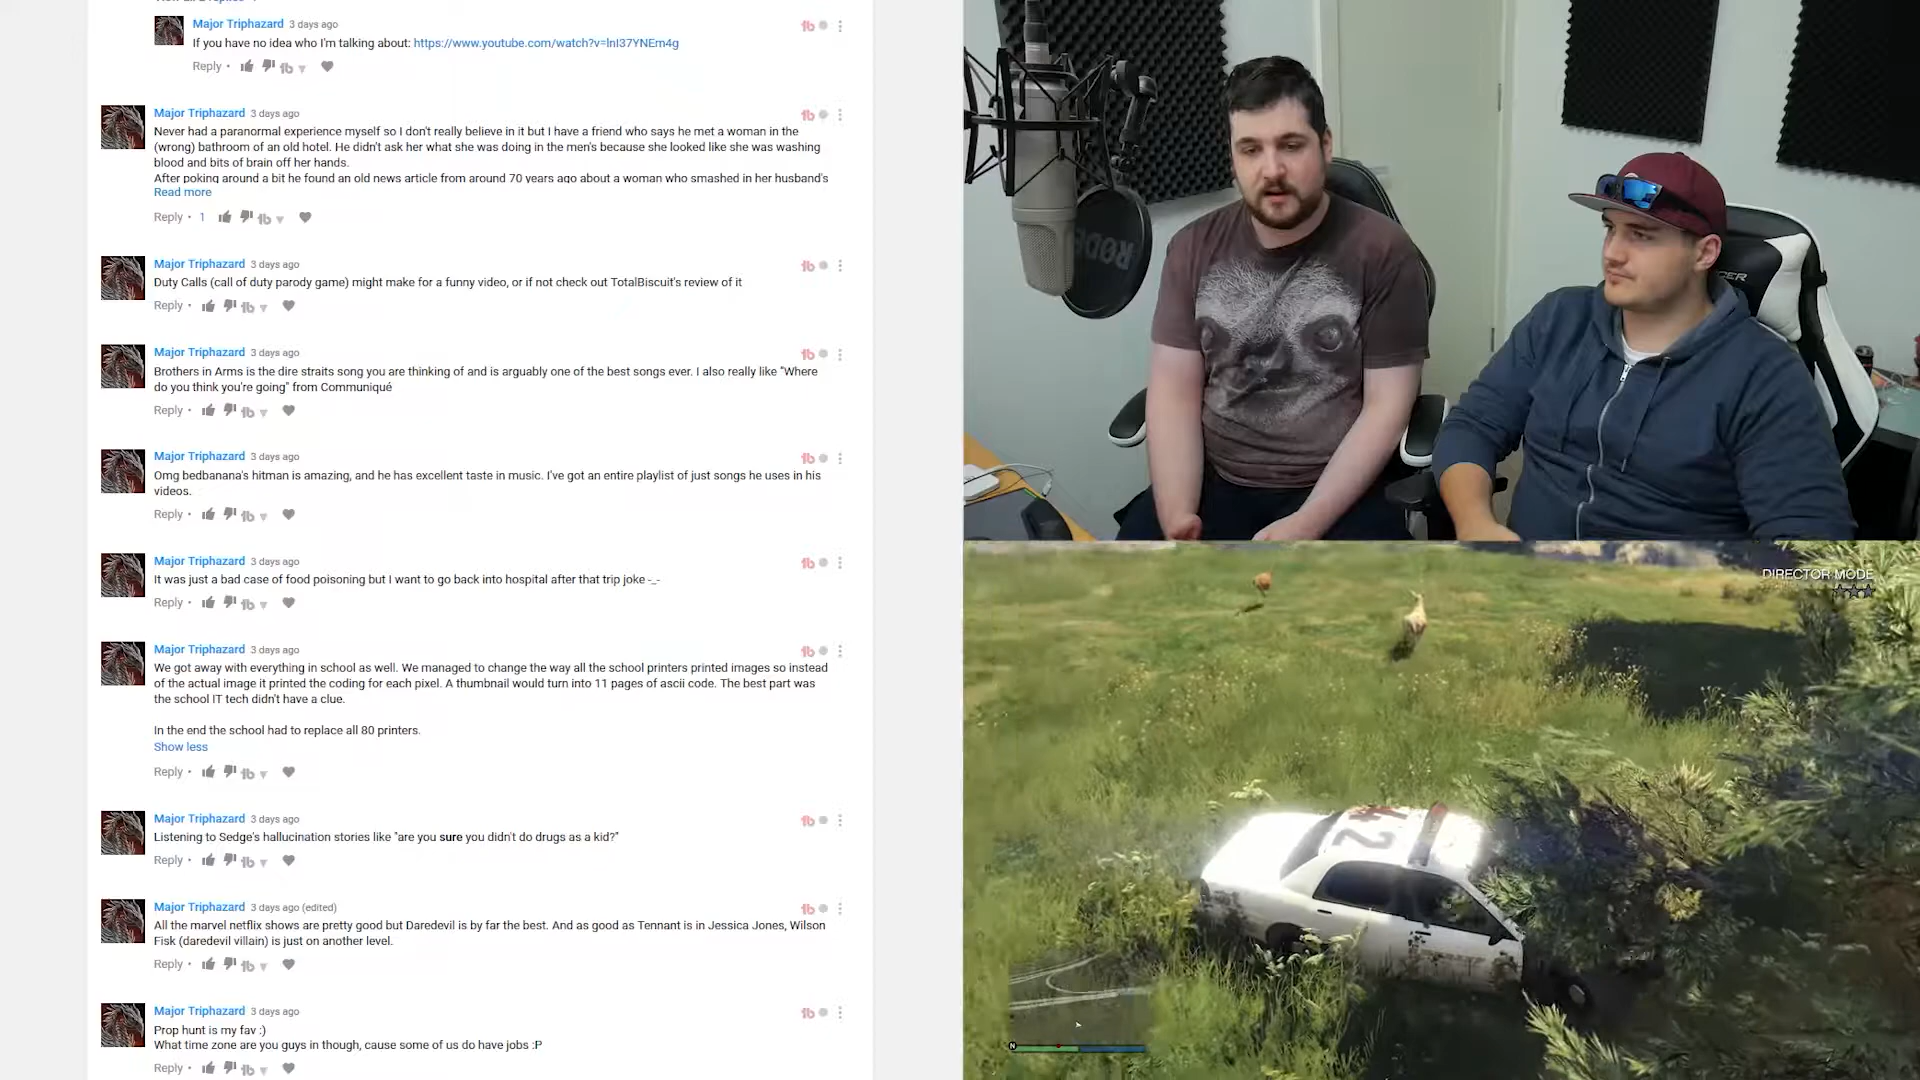 Major Triphazard 3 days ago
If you have no idea who I'm talking about: https://www.youtube.com/watch?v=lnI37YNEm4g
Reply •
Major Triphazard 3 days ago
Never had a paranormal experience myself so I don't really believe in it but I have a friend who says he met a woman in the
(wrong) bathroom of an old hotel. He didn't ask her what she was doing in the men's because she looked like she was washing
blood and bits of brain off her hands.
After poking around a bit he found an old news article from around 70 years ago about a woman who smashed in her husband's
Read more
Reply • 1
Major Triphazard 3 days ago
Duty Calls (call of duty parody game) might make for a funny video, or if not check out TotalBiscuit's review of it
Reply •
Major Triphazard 3 days ago
Brothers in Arms is the dire straits song you are thinking of and is arguably one of the best songs ever. I also really like "Where
do you think you're going" from Communiqué
Reply •
Major Triphazard 3 days ago
Omg bedbanana's hitman is amazing, and he has excellent taste in music. I've got an entire playlist of just songs he uses in his
videos.
Reply •
Major Triphazard 3 days ago
It was just a bad case of food poisoning but I want to go back into hospital after that trip joke -_-
Reply •
Major Triphazard 3 days ago
We got away with everything in school as well. We managed to change the way all the school printers printed images so instead
of the actual image it printed the coding for each pixel. A thumbnail would turn into 11 pages of ascii code. The best part was
the school IT tech didn't have a clue.
In the end the school had to replace all 80 printers.
Show less
Reply •
Major Triphazard 3 days ago
Listening to Sedge's hallucination stories like "are you sure you didn't do drugs as a kid?"
Reply •
Major Triphazard 3 days ago (edited)
All the marvel netflix shows are pretty good but Daredevil is by far the best. And as good as Tennant is in Jessica Jones, Wilson
Fisk (daredevil villain) is just on another level.
Reply •
Major Triphazard 3 days ago
Prop hunt is my fav :)
What time zone are you guys in though, cause some of us do have jobs :P
Reply •
RØDE
DIRECTOR MODE
42
N